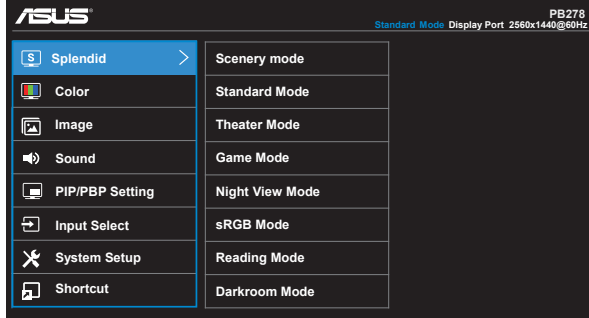 ASUS
PB278
Standard Mode Display Port 2560x1440@60Hz
S Splendid
Color
Image
Sound
PIP/PBP Setting
Input Select
System Setup
Shortcut
Scenery mode
Standard Mode
Theater Mode
Game Mode
Night View Mode
sRGB Mode
Reading Mode
Darkroom Mode